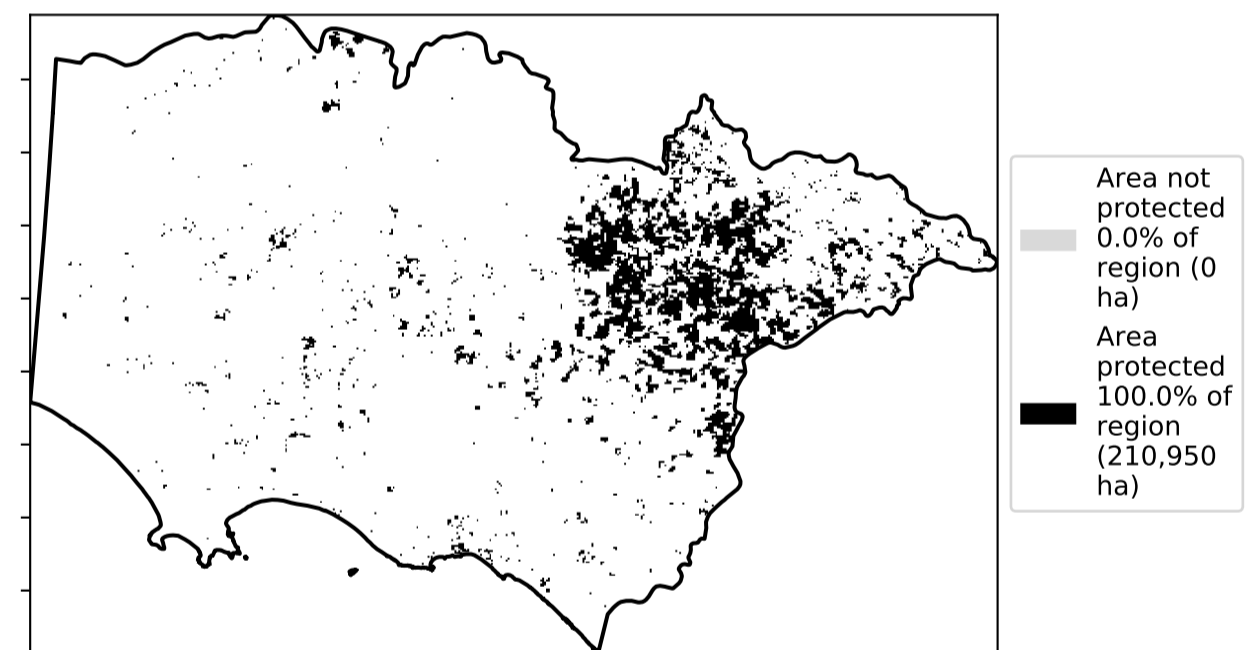 Area not
protected
0.0% of
region (0
ha)
Area
protected
100.0% of
region
(210,950
ha)